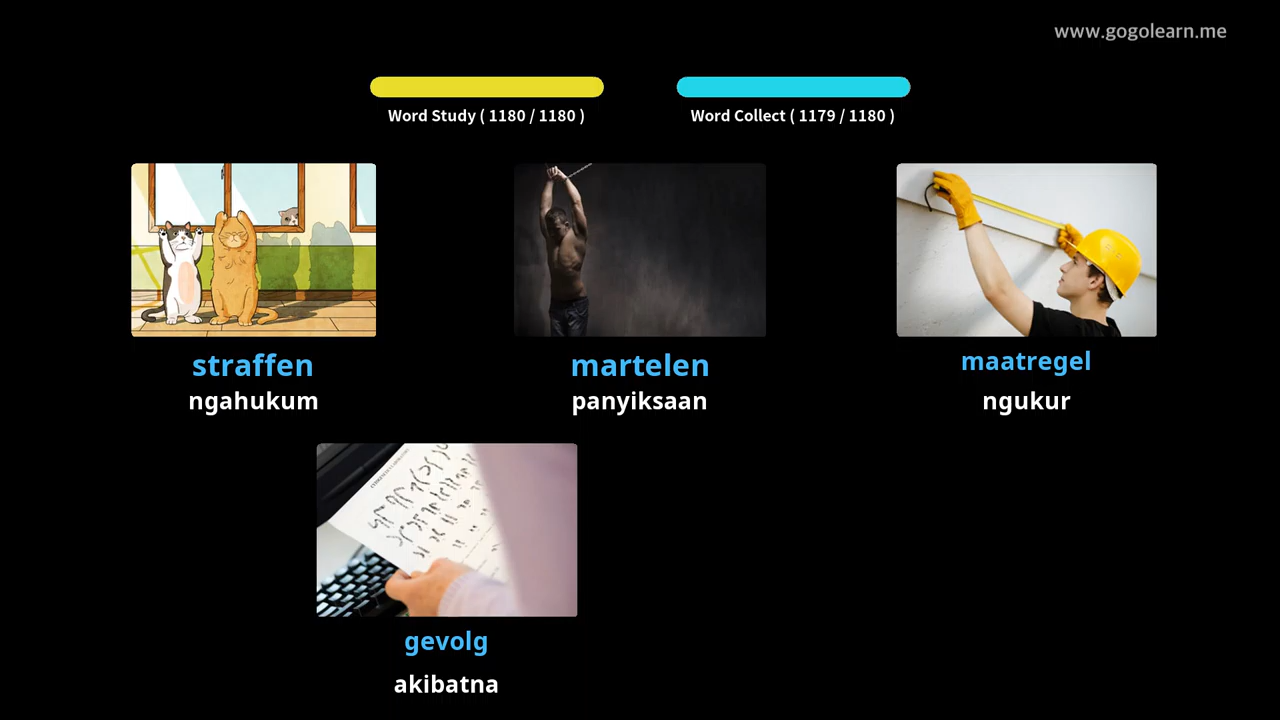 www.gogolearn.me
Word Study ( 1180 / 1180 )
Word Collect ( 1179 / 1180 )
straffen
ngahukum
martelen
panyiksaan
maatregel
ngukur
gevolg
akibatna